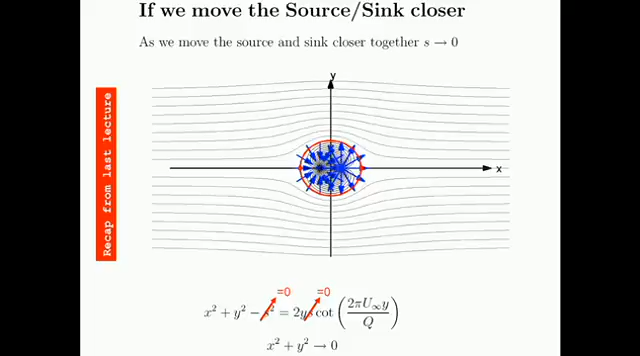 If we move the Source/Sink closer
As we move the source and sink closer together s → 0
Recap from last lecture
y
x
=0 =0
x² + y² − s² = 2ys cot (2πU∞y / Q)
x² + y² → 0